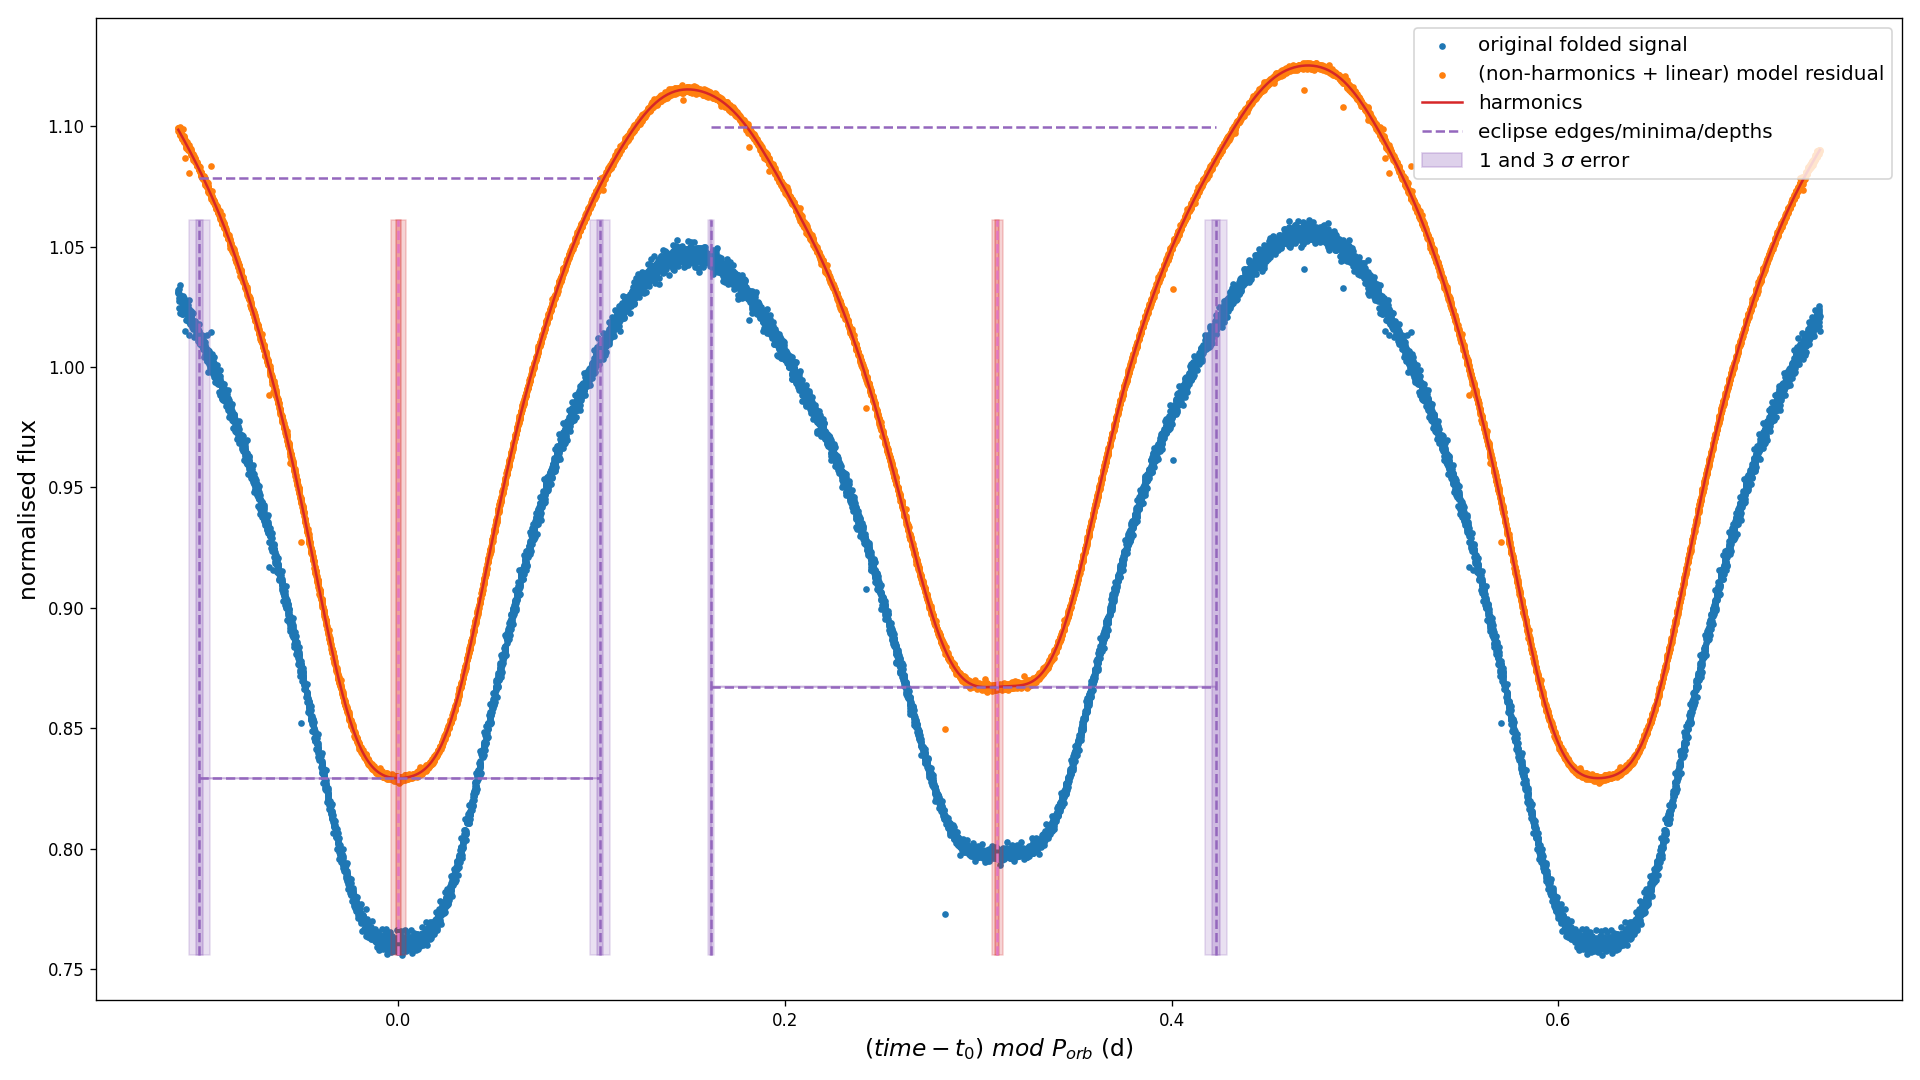 original folded signal
(non-harmonics + linear) model residual
harmonics
eclipse edges/minima/depths
1 and 3 σ error
normalised flux
1.10
1.05
1.00
0.95
0.90
0.85
0.80
0.75
0.0 0.2 0.4 0.6
(time − t₀) mod Pₒᵣb (d)